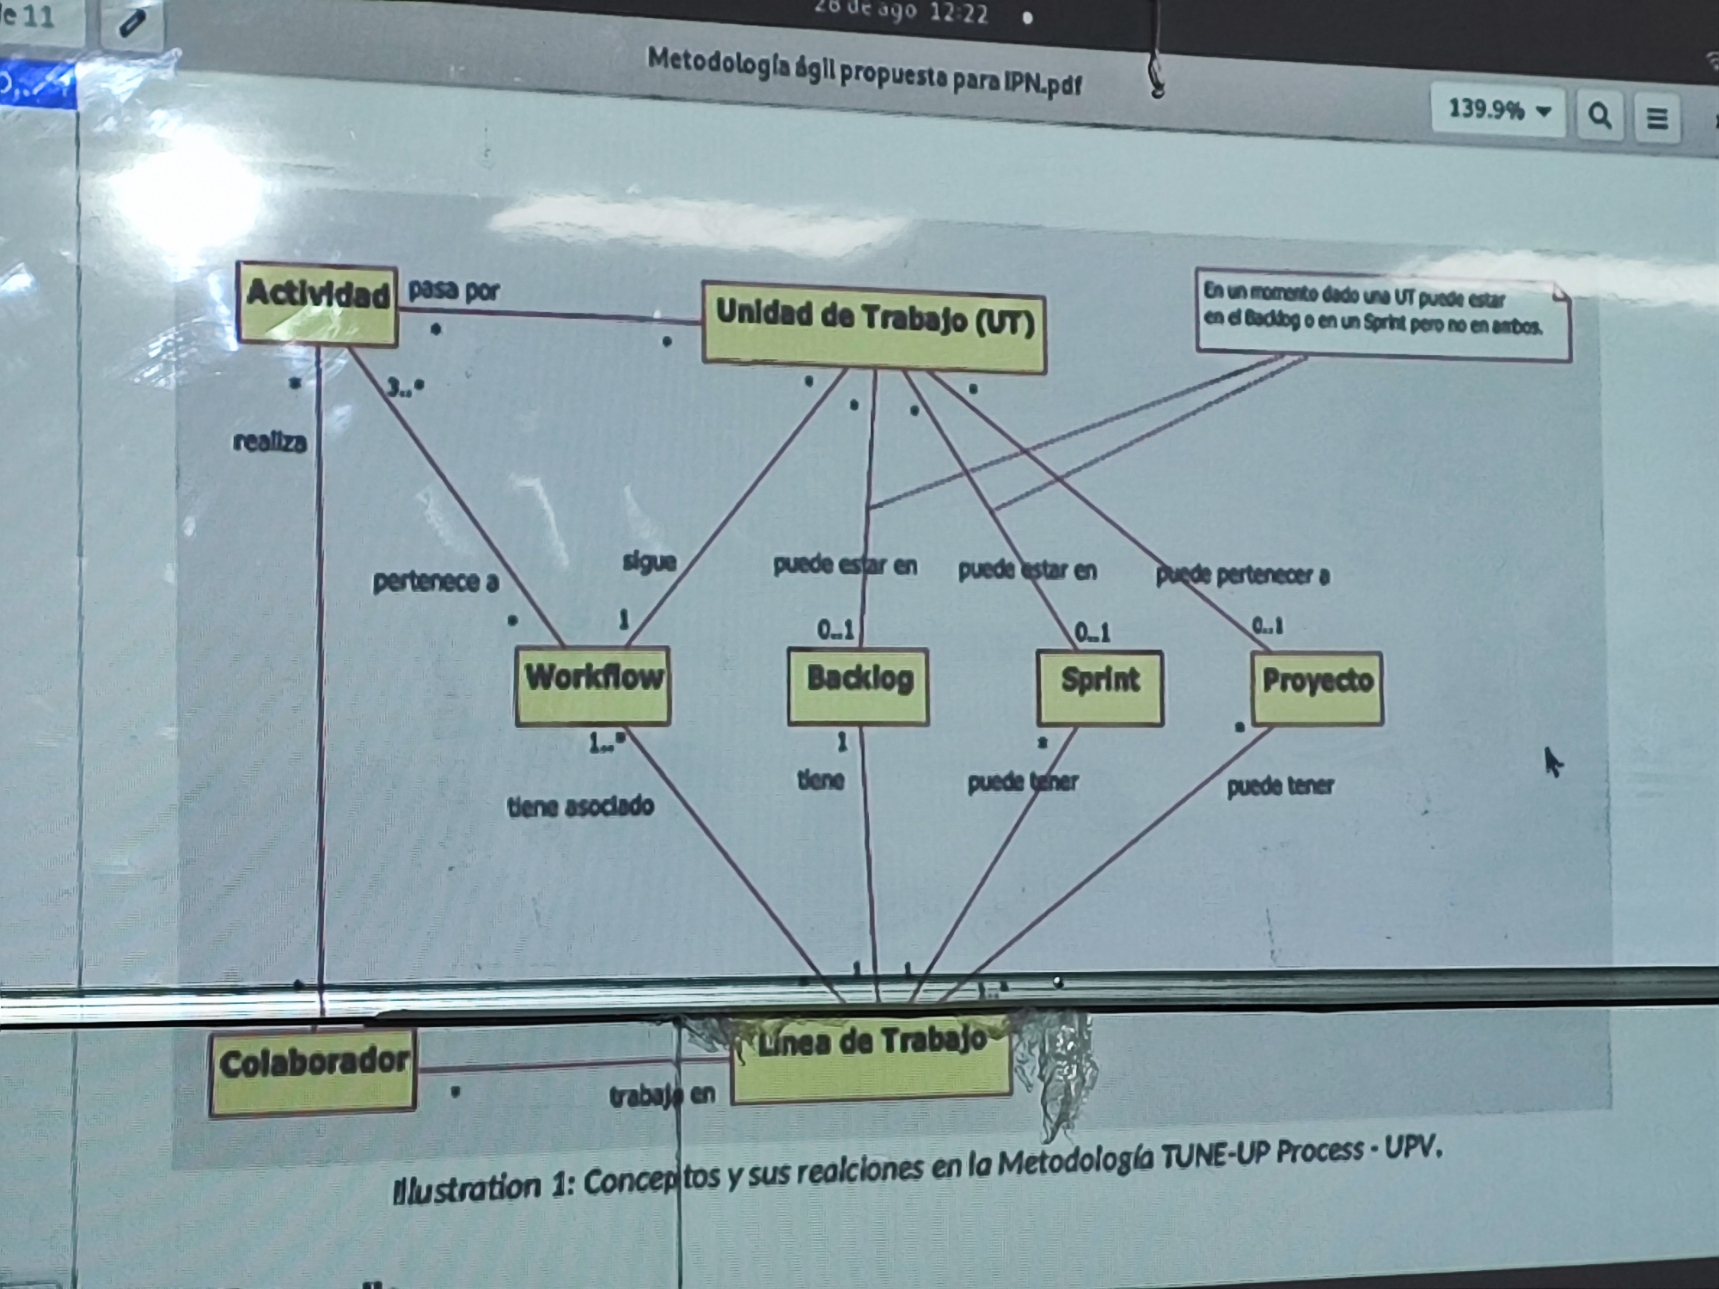 de 11
28 de ago 12:22
Metodología ágil propuesta para IPN.pdf
139.9%
Actividad
pasa por
*
*
Unidad de Trabajo (UT)
En un momento dado una UT puede estar
en el Backlog o en un Sprint pero no en ambos.
*
3..*
*
*
*
*
realiza
pertenece a
sigue
puede estar en
puede estar en
puede pertenecer a
*
1
0..1
0..1
0..1
Workflow
Backlog
Sprint
Proyecto
1..*
1
*
*
tiene asociado
tiene
puede tener
puede tener
*
*
1
1
1..*
Colaborador
Línea de Trabajo
*
trabaja en
Illustration 1: Conceptos y sus realciones en la Metodología TUNE-UP Process - UPV.